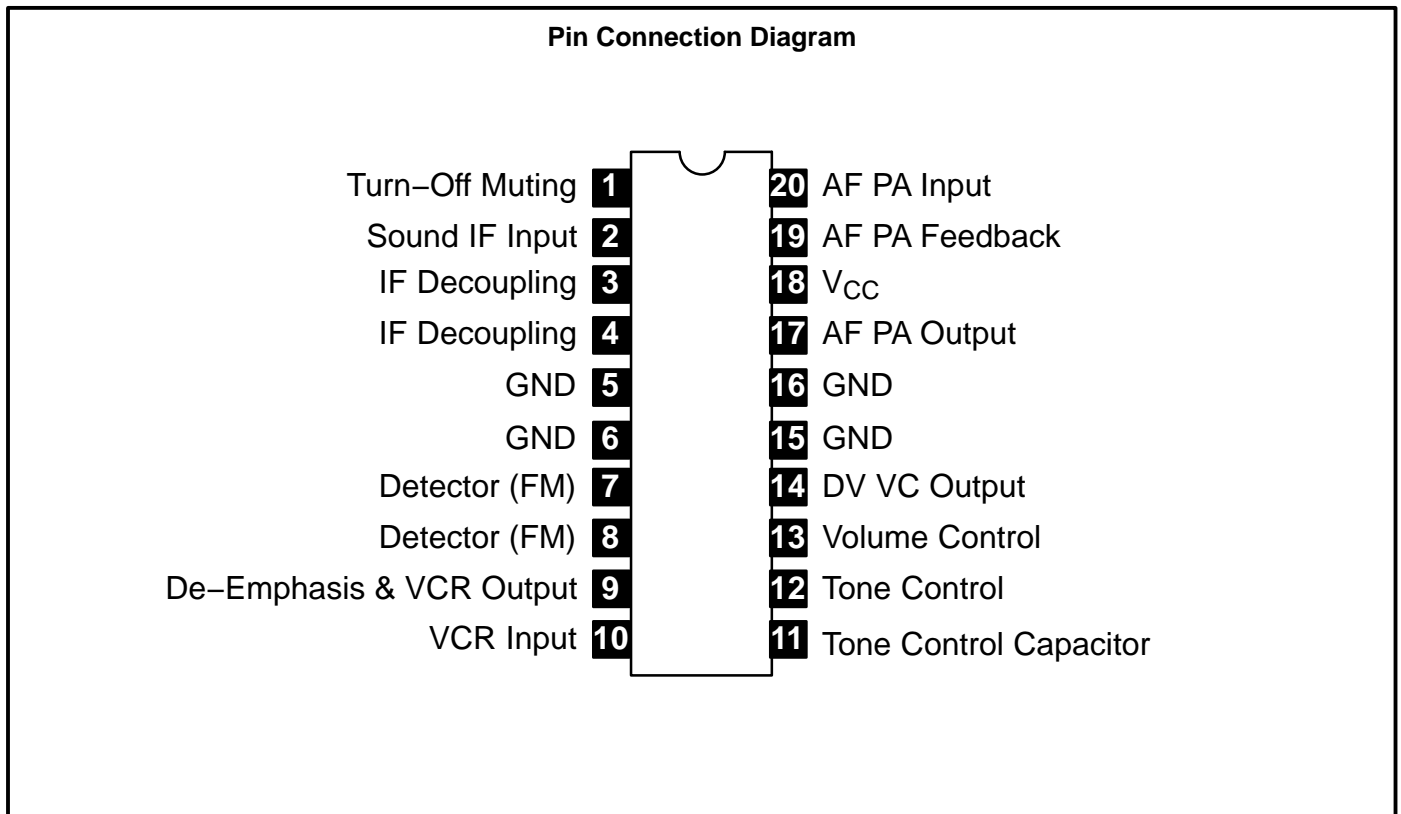 Pin Connection Diagram
Turn−Off Muting 1 20 AF PA Input
Sound IF Input 2 19 AF PA Feedback
IF Decoupling 3 18 VCC
IF Decoupling 4 17 AF PA Output
GND 5 16 GND
GND 6 15 GND
Detector (FM) 7 14 DV VC Output
Detector (FM) 8 13 Volume Control
De−Emphasis & VCR Output 9 12 Tone Control
VCR Input 10 11 Tone Control Capacitor